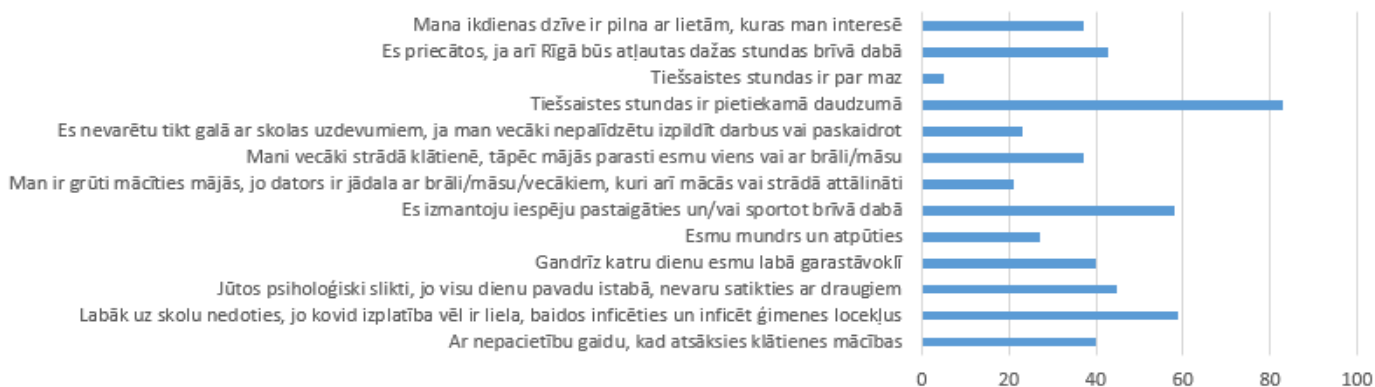 Mana ikdienas dzīve ir pilna ar lietām, kuras man interesē
Es priecātos, ja arī Rīgā būs atļautas dažas stundas brīvā dabā
Tiešsaistes stundas ir par maz
Tiešsaistes stundas ir pietiekamā daudzumā
Es nevarētu tikt galā ar skolas uzdevumiem, ja man vecāki nepalīdzētu izpildīt darbus vai paskaidrot
Mani vecāki strādā klātienē, tāpēc mājās parasti esmu viens vai ar brāli/māsu
Man ir grūti mācīties mājās, jo dators ir jādala ar brāli/māsu/vecākiem, kuri arī mācās vai strādā attālināti
Es izmantoju iespēju pastaigāties un/vai sportot brīvā dabā
Esmu mundrs un atpūties
Gandrīz katru dienu esmu labā garastāvoklī
Jūtos psiholoģiski slikti, jo visu dienu pavadu istabā, nevaru satikties ar draugiem
Labāk uz skolu nedoties, jo kovid izplatība vēl ir liela, baidos inficēties un inficēt ģimenes locekļus
Ar nepacietību gaidu, kad atsāksies klātienes mācības
0 20 40 60 80 100